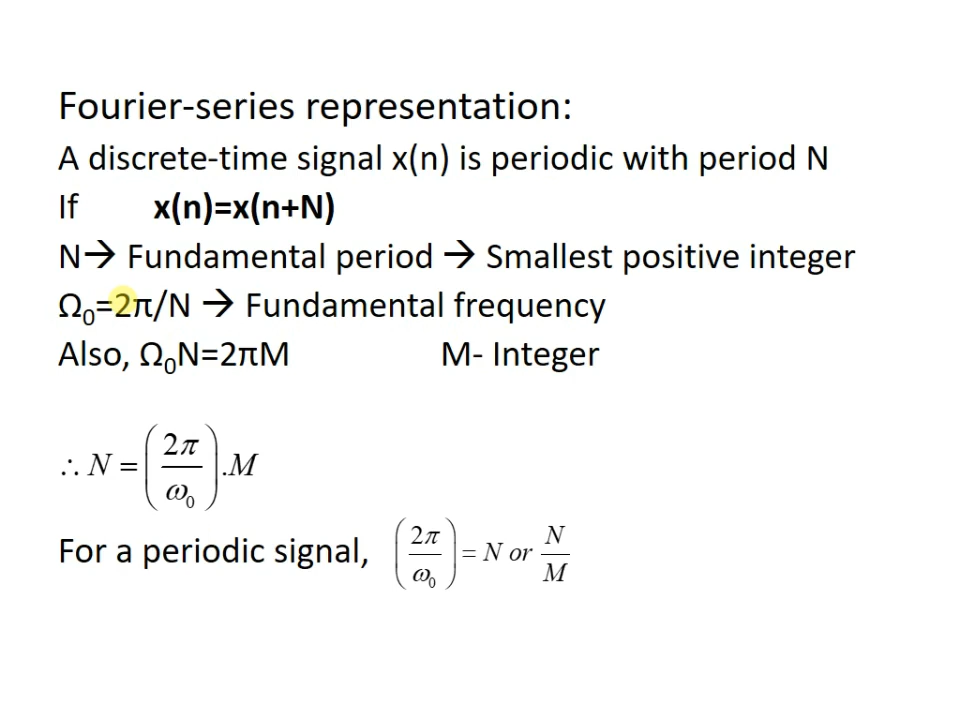 Fourier-series representation:
A discrete-time signal x(n) is periodic with period N
If x(n)=x(n+N)
N→ Fundamental period → Smallest positive integer
Ω₀=2π/N → Fundamental frequency
Also, Ω₀N=2πM M- Integer
∴ N = (2π/ω₀).M
For a periodic signal, (2π/ω₀) = N or N/M